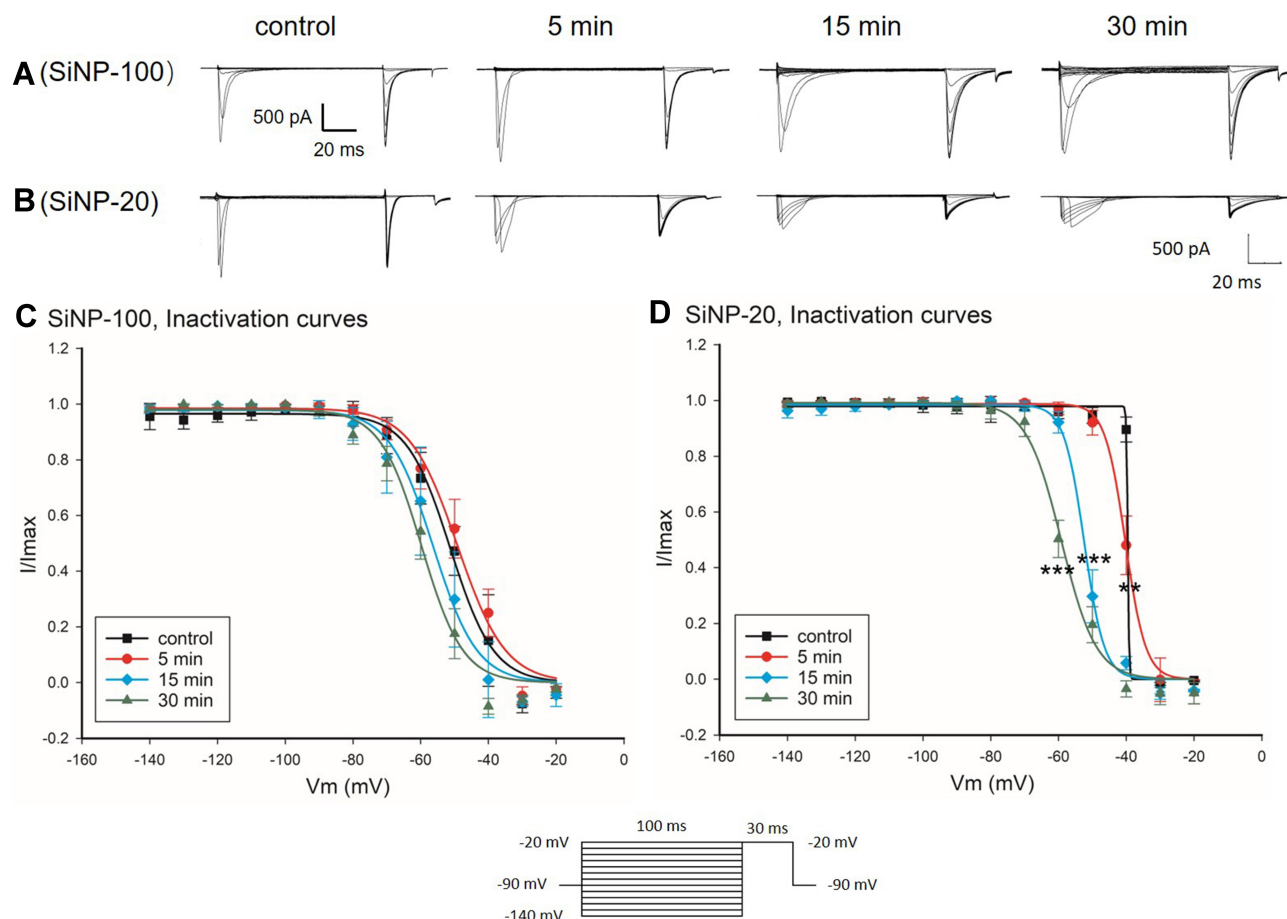 control 5 min 15 min 30 min
A (SiNP-100)
500 pA
20 ms
B (SiNP-20)
500 pA
20 ms
C SiNP-100, Inactivation curves
1.2
1.0
0.8
0.6
0.4
0.2
0.0
-0.2
I/Imax
control
5 min
15 min
30 min
-160 -140 -120 -100 -80 -60 -40 -20 0
Vm (mV)
D SiNP-20, Inactivation curves
1.2
1.0
0.8
0.6
0.4
0.2
0.0
-0.2
I/Imax
*** *** **
control
5 min
15 min
30 min
-160 -140 -120 -100 -80 -60 -40 -20 0
Vm (mV)
100 ms 30 ms
-20 mV -20 mV
-90 mV -90 mV
-140 mV